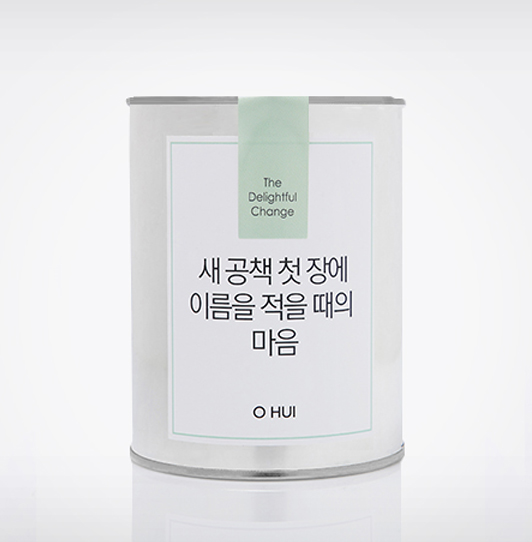 The
Delightful
Change
새 공책 첫 장에
이름을 적을 때의
마음
O HUI